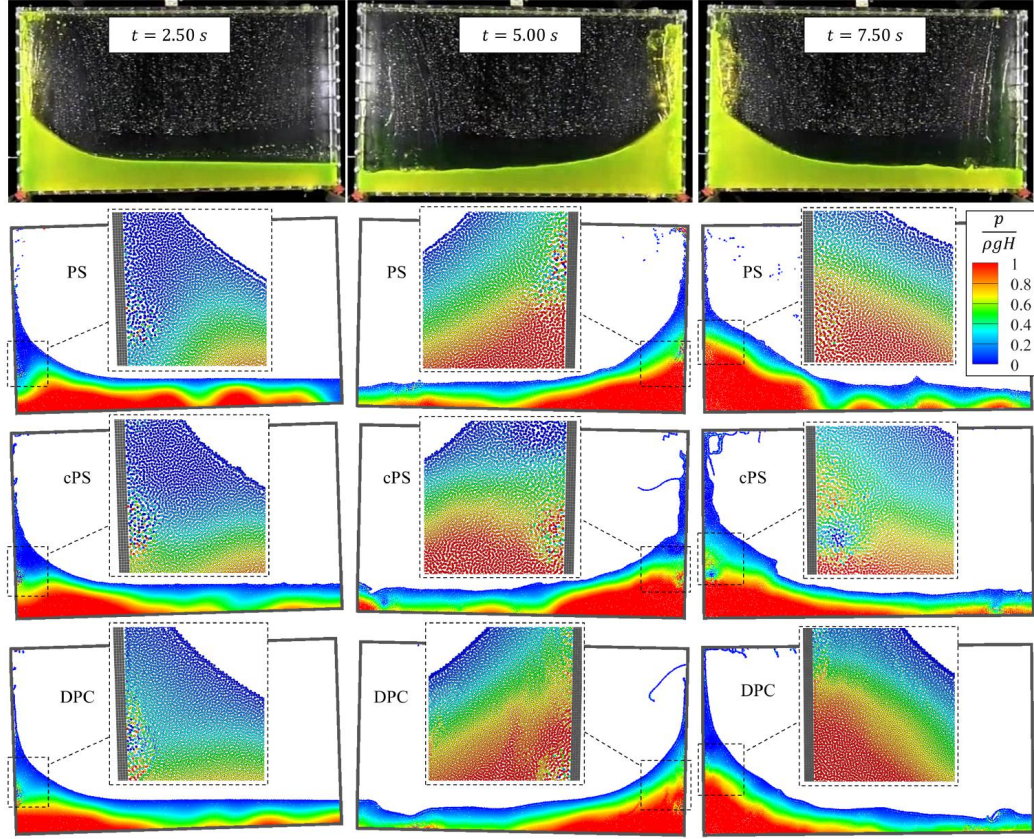 t = 2.50 s
t = 5.00 s
t = 7.50 s
PS
PS
PS
p
ρgH
1
0.8
0.6
0.4
0.2
0
cPS
cPS
cPS
DPC
DPC
DPC